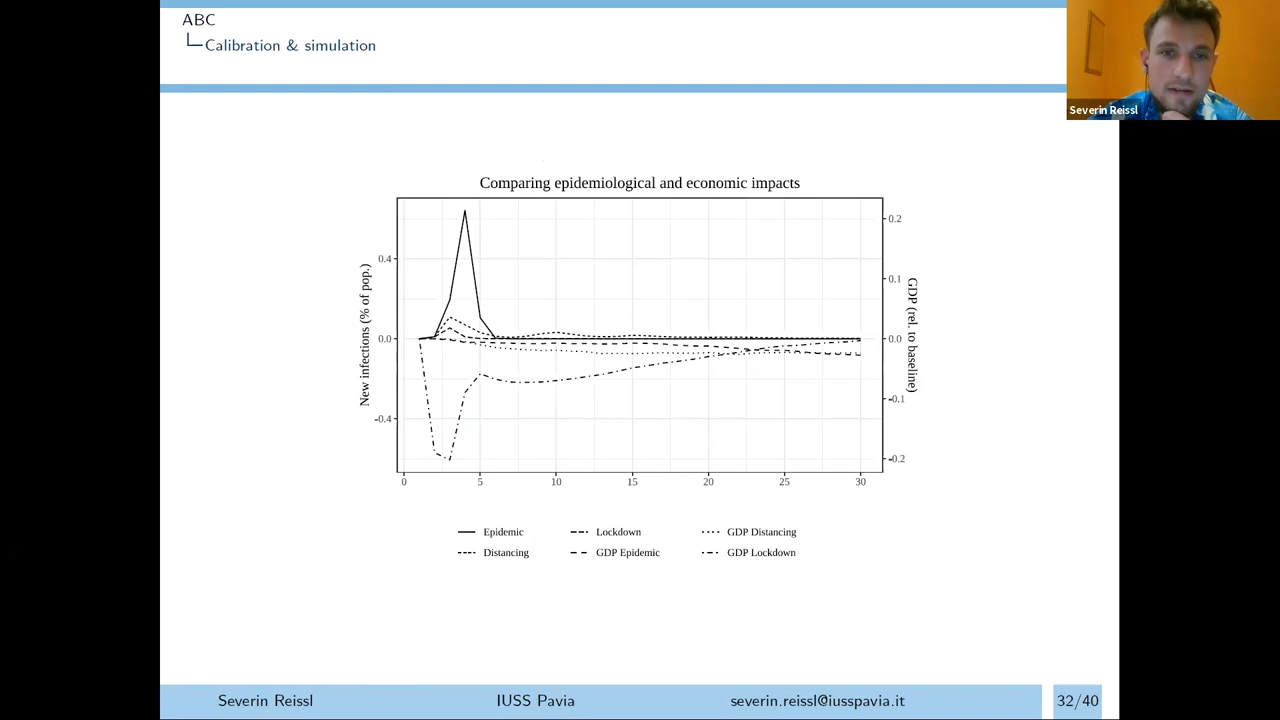 ABC
Calibration & simulation
Severin Reissl
Comparing epidemiological and economic impacts
New infections (% of pop.)
0.4
0.0
-0.4
0.2
0.1
0.0
-0.1
-0.2
GDP (rel. to baseline)
0 5 10 15 20 25 30
Epidemic Lockdown GDP Distancing
Distancing GDP Epidemic GDP Lockdown
Severin Reissl IUSS Pavia severin.reissl@iusspavia.it 32/40